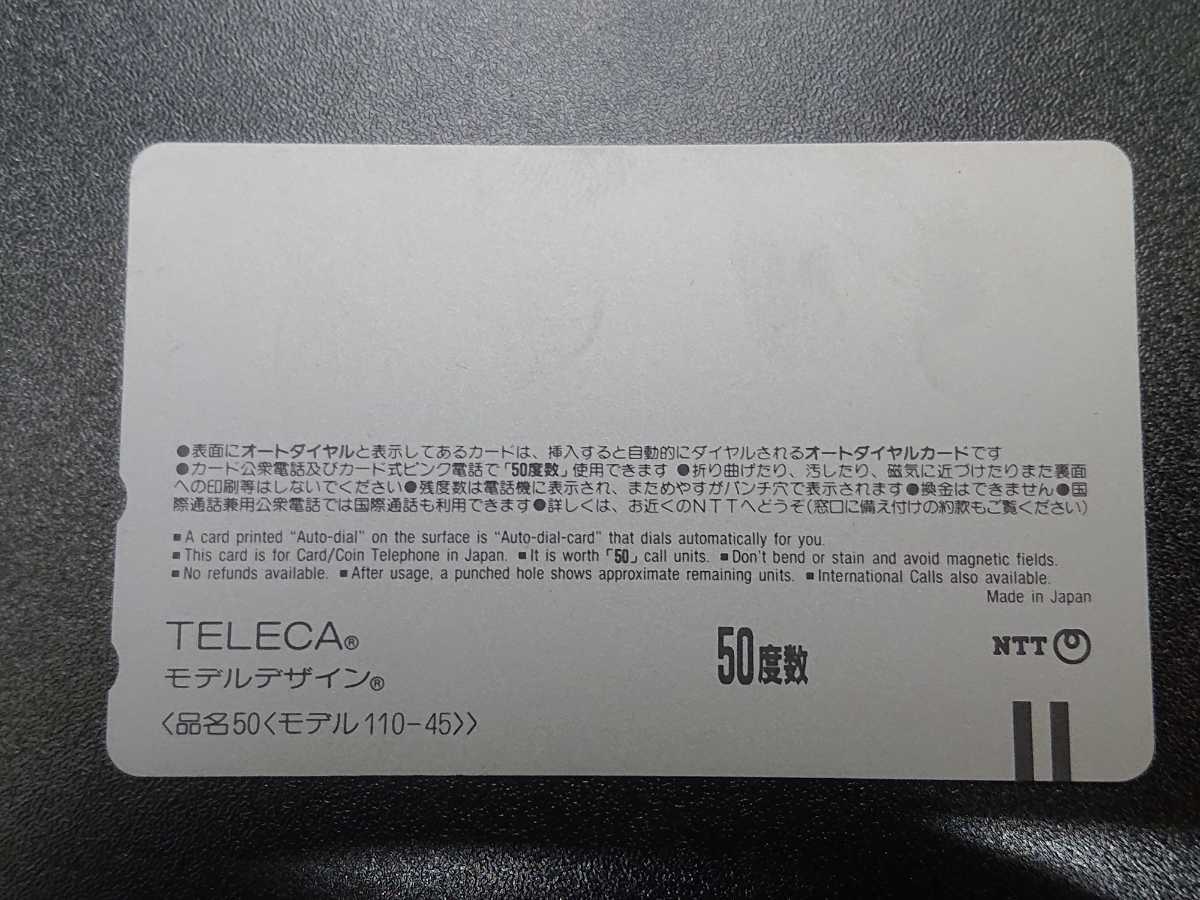 ●表面にオートダイヤルと表示してあるカードは、挿入すると自動的にダイヤルされるオートダイヤルカードです
●カード公衆電話及びカード式ピンク電話で「50度数」使用できます ●折り曲げたり、汚したり、磁気に近づけたりまた裏面
への印刷等はしないでください●残度数は電話機に表示され、まためやすがパンチ穴で表示されます●換金はできません●国
際通話兼用公衆電話では国際通話も利用できます●詳しくは、お近くのNTTへどうぞ(窓口に備え付けの約款もご覧ください)
■A card printed “Auto-dial” on the surface is “Auto-dial-card” that dials automatically for you.
■This card is for Card/Coin Telephone in Japan. ■It is worth「50」call units. ■Don't bend or stain and avoid magnetic fields.
■No refunds available. ■After usage, a punched hole shows approximate remaining units. ■International Calls also available.
Made in Japan
TELECA®
モデルデザイン®
50度数
NTT
〈品名50〈モデル110-45〉〉